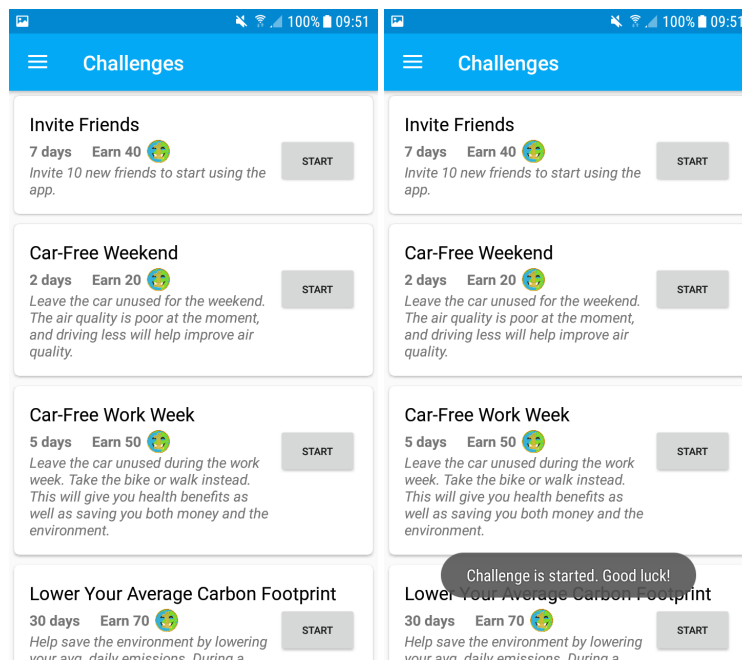 100% 09:51
Challenges
Invite Friends
7 days Earn 40
Invite 10 new friends to start using the
app.
START
Car-Free Weekend
2 days Earn 20
Leave the car unused for the weekend.
The air quality is poor at the moment,
and driving less will help improve air
quality.
START
Car-Free Work Week
5 days Earn 50
Leave the car unused during the work
week. Take the bike or walk instead.
This will give you health benefits as
well as saving you both money and the
environment.
START
Lower Your Average Carbon Footprint
30 days Earn 70
Help save the environment by lowering
your avg. daily emissions. During a
START
100% 09:51
Challenges
Invite Friends
7 days Earn 40
Invite 10 new friends to start using the
app.
START
Car-Free Weekend
2 days Earn 20
Leave the car unused for the weekend.
The air quality is poor at the moment,
and driving less will help improve air
quality.
START
Car-Free Work Week
5 days Earn 50
Leave the car unused during the work
week. Take the bike or walk instead.
This will give you health benefits as
well as saving you both money and the
environment.
START
Challenge is started. Good luck!
Lower Your Average Carbon Footprint
30 days Earn 70
Help save the environment by lowering
your avg. daily emissions. During a
START